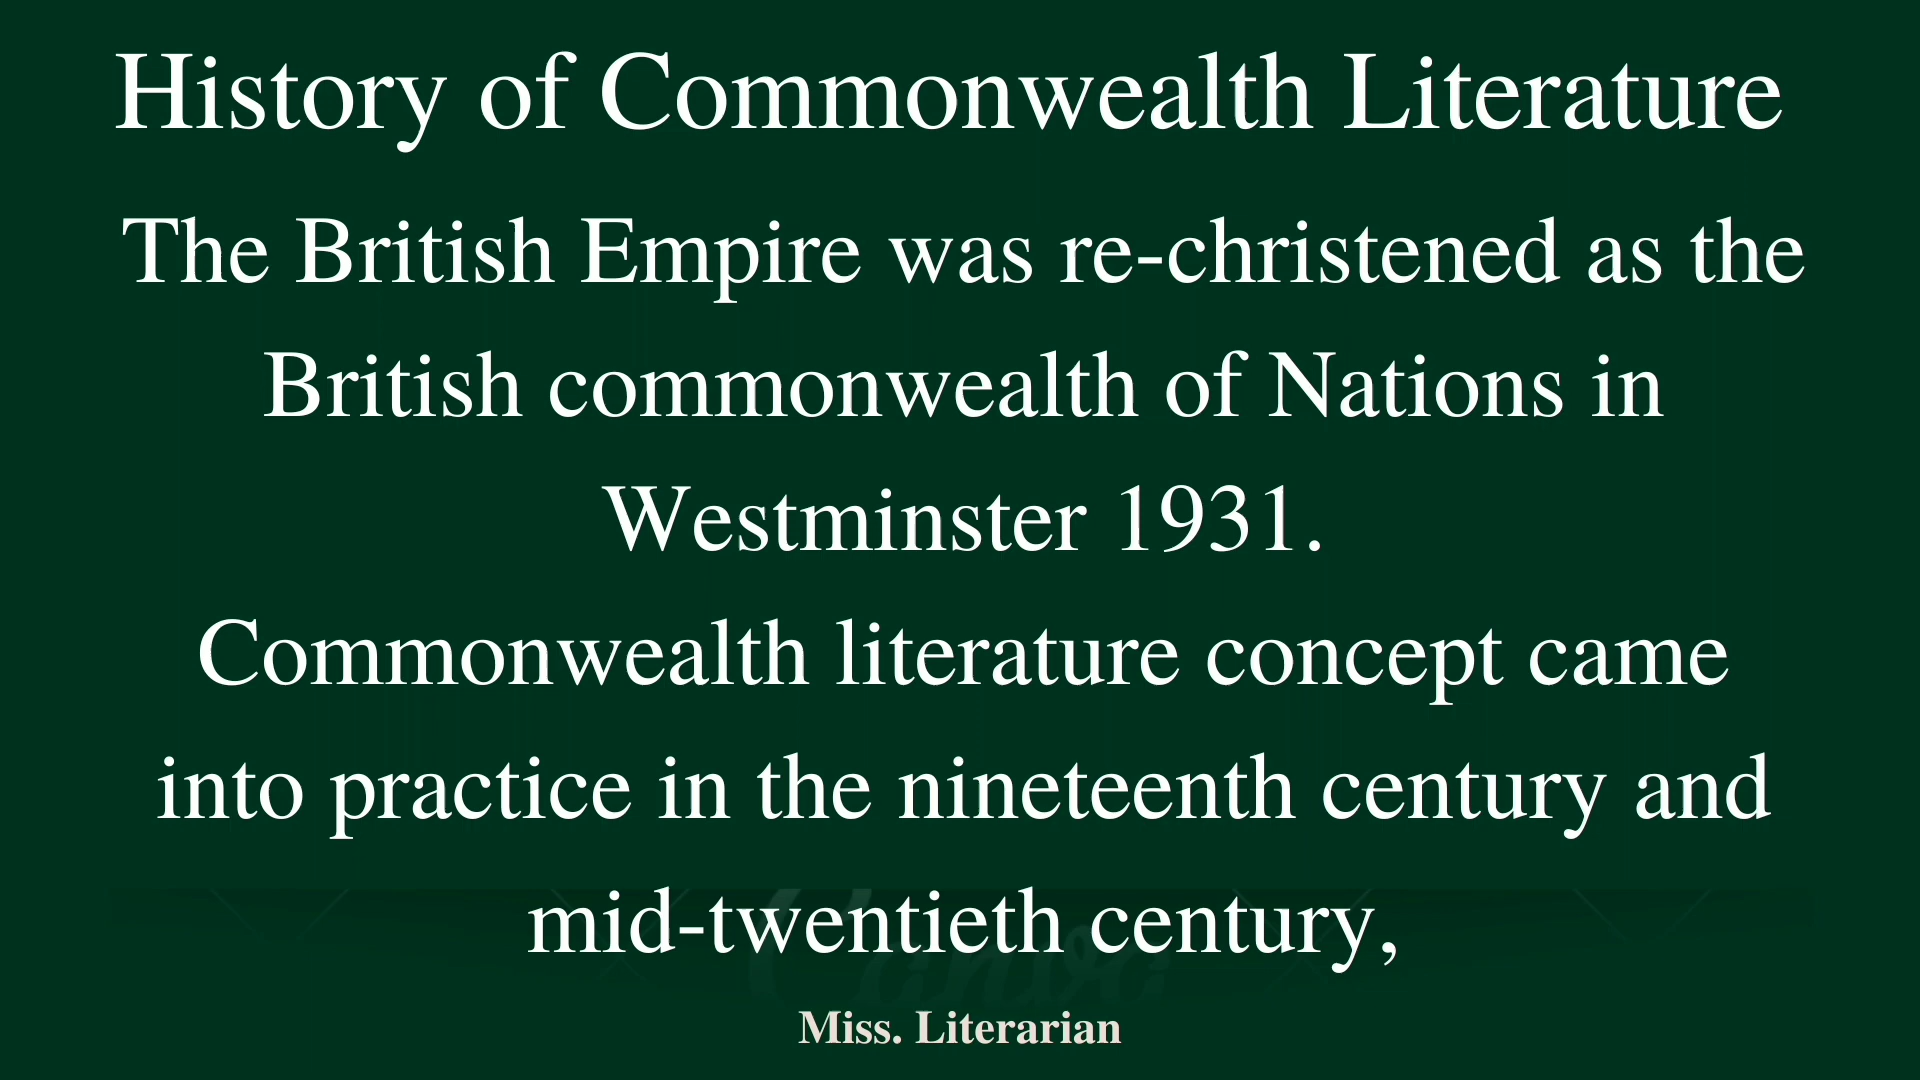 History of Commonwealth Literature
The British Empire was re-christened as the
British commonwealth of Nations in
Westminster 1931.
Commonwealth literature concept came
into practice in the nineteenth century and
mid-twentieth century,
Canva
Miss. Literarian